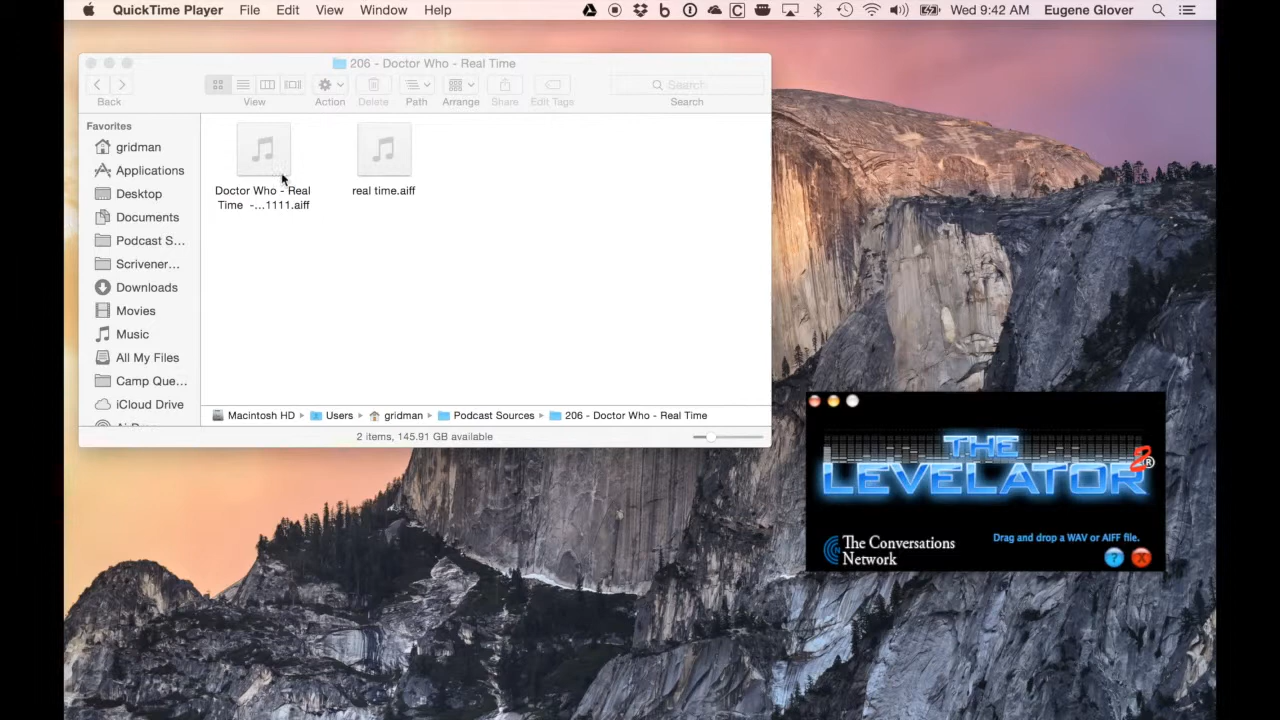 QuickTime Player File Edit View Window Help Wed 9:42 AM Eugene Glover
206 - Doctor Who - Real Time
Back View Action Delete Path Arrange Share Edit Tags Search
Search
Favorites
gridman
Applications
Desktop
Documents
Podcast S...
Scrivener...
Downloads
Movies
Music
All My Files
Camp Que...
iCloud Drive
Doctor Who - Real
Time -...1111.aiff
real time.aiff
Macintosh HD Users gridman Podcast Sources 206 - Doctor Who - Real Time
2 items, 145.91 GB available
THE
LEVELATOR 2 ®
The Conversations
Network
Drag and drop a WAV or AIFF file.
? X